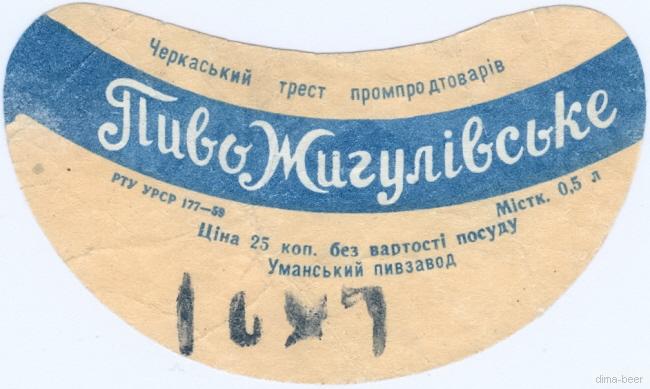 Черкаський трест промпродтоварів
Пиво Жигулівське
РТУ УРСР 177—59
Містк. 0,5 л
Ціна 25 коп. без вартості посуду
Уманський пивзавод
dima-beer